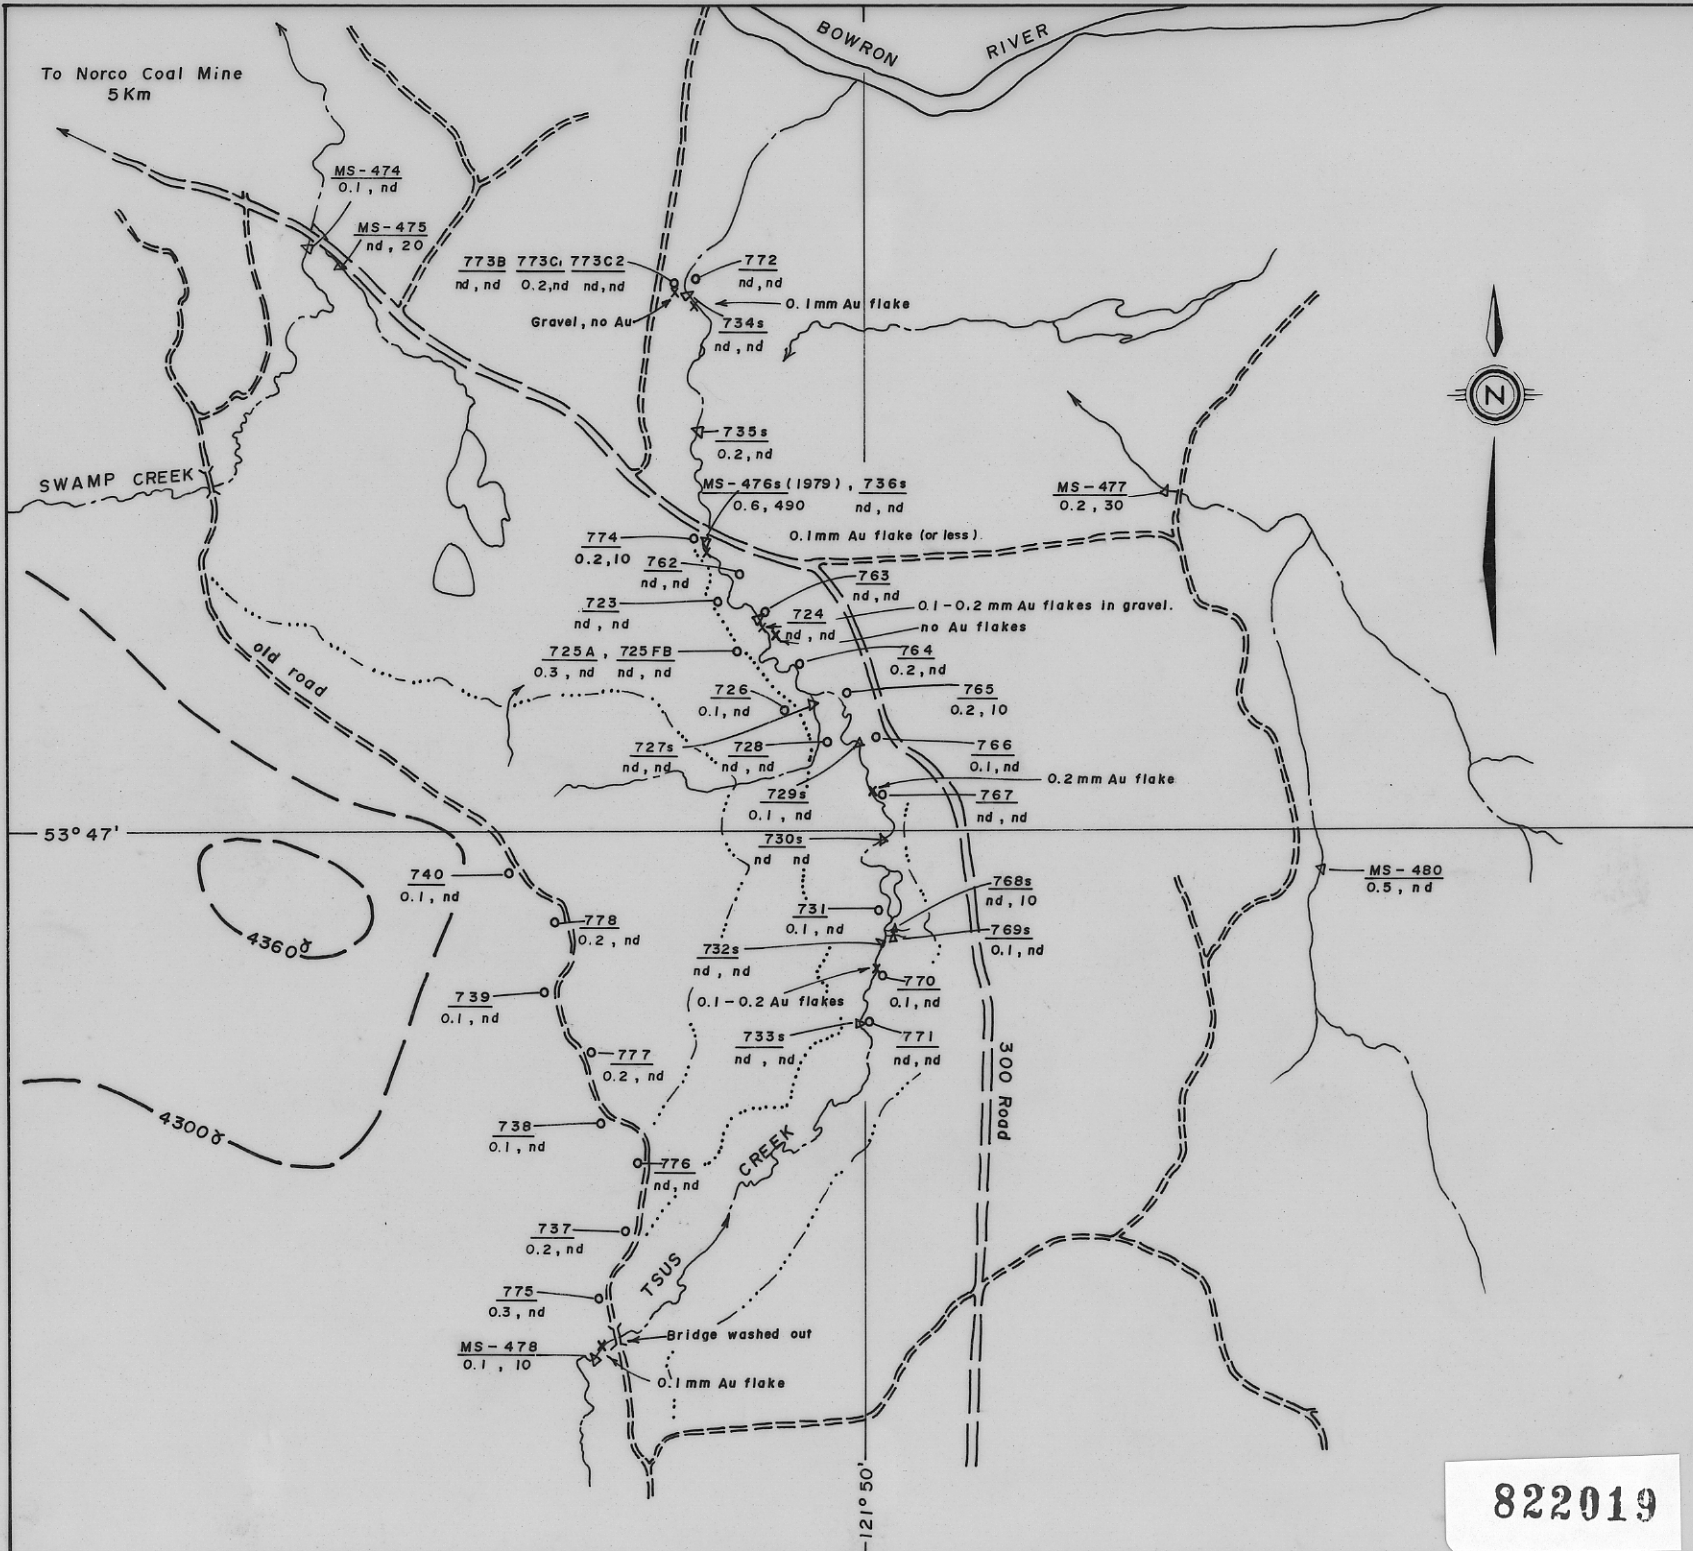 BOWRON
RIVER
To Norco Coal Mine
5 Km
MS-474
0.1, nd
MS-475
nd, 20
773B 773C1 773C2
nd, nd 0.2, nd nd, nd
772
nd, nd
0.1mm Au flake
Gravel, no Au
734s
nd, nd
N
735s
0.2, nd
SWAMP CREEK
MS-476s (1979), 736s
0.6, 490 nd, nd
MS-477
0.2, 30
0.1mm Au flake (or less)
774
0.2, 10
762
nd, nd
763
nd, nd
723
nd, nd
0.1-0.2 mm Au flakes in gravel.
724
nd, nd
no Au flakes
old road
725A, 725FB
0.3, nd nd, nd
764
0.2, nd
726
0.1, nd
765
0.2, 10
727s
nd, nd
728
nd, nd
766
0.1, nd
0.2mm Au flake
729s
0.1, nd
767
nd, nd
53°47'
730s
nd nd
740
0.1, nd
MS-480
0.5, nd
768s
nd, 10
731
0.1, nd
778
0.2, nd
769s
0.1, nd
4360ɣ
732s
nd, nd
770
0.1, nd
739
0.1, nd
0.1-0.2 Au flakes
733s
nd, nd
771
nd, nd
777
0.2, nd
300 Road
4300ɣ
738
0.1, nd
CREEK
776
nd, nd
737
0.2, nd
TSUS
775
0.3, nd
Bridge washed out
MS-478
0.1, 10
0.1mm Au flake
121°50'
822019